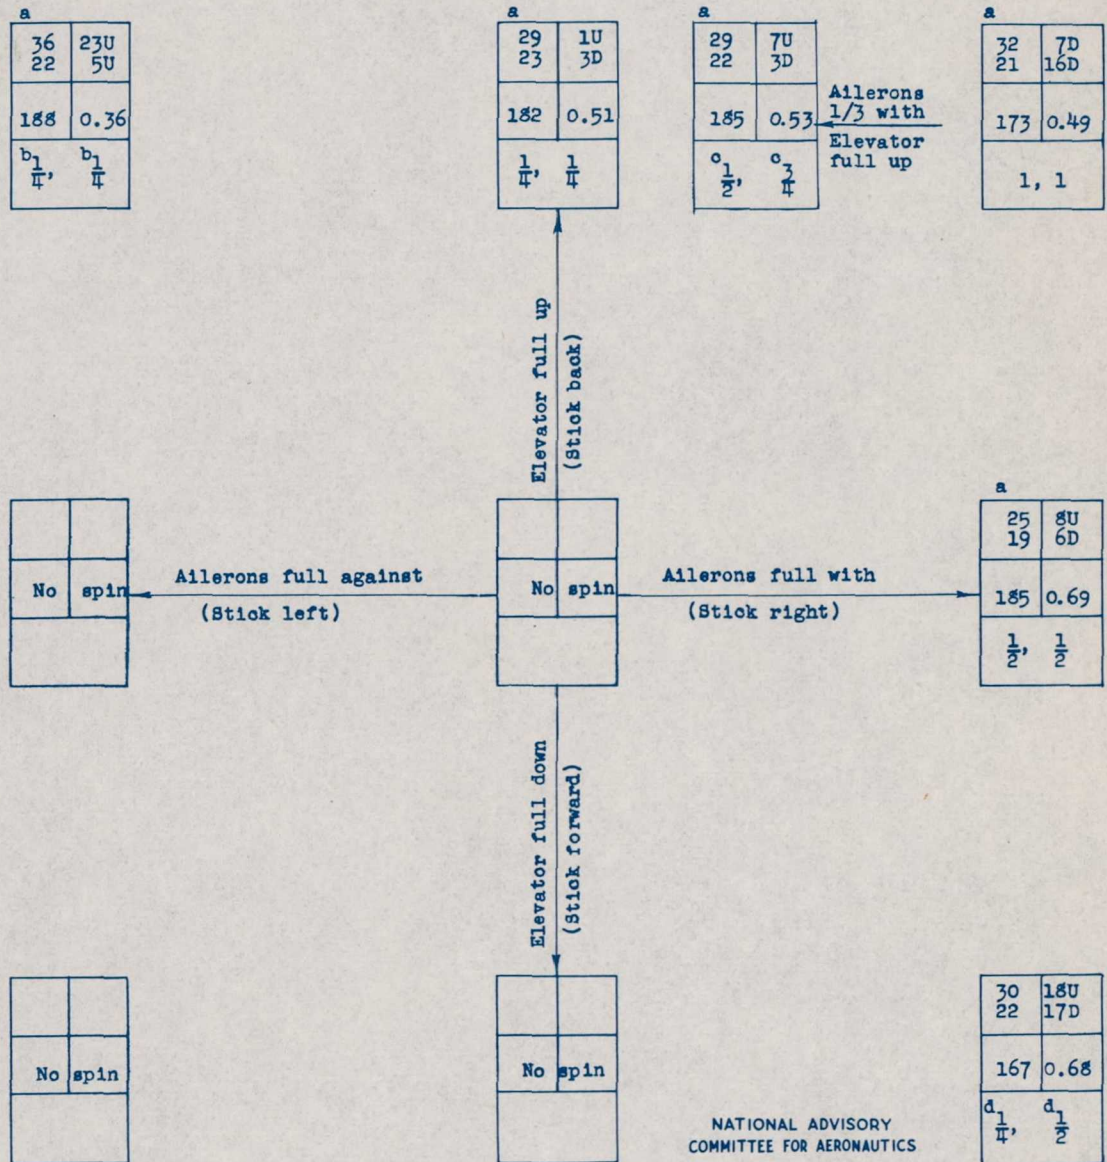 a a a a
36 23U
22 5U
188 0.36
b1/4, b1/4
29 1U
23 3D
182 0.51
1/4, 1/4
29 7U
22 3D
185 0.53
c1/2, c3/4
Ailerons
1/3 with
Elevator
full up
32 7D
21 16D
173 0.49
1, 1
Elevator full up
(Stick back)
No spin
Ailerons full against
(Stick left)
No spin
Ailerons full with
(Stick right)
a
25 8U
19 6D
185 0.69
1/2, 1/2
Elevator full down
(Stick forward)
No spin
No spin
30 18U
22 17D
167 0.68
d1/4, d1/2
NATIONAL ADVISORY
COMMITTEE FOR AERONAUTICS